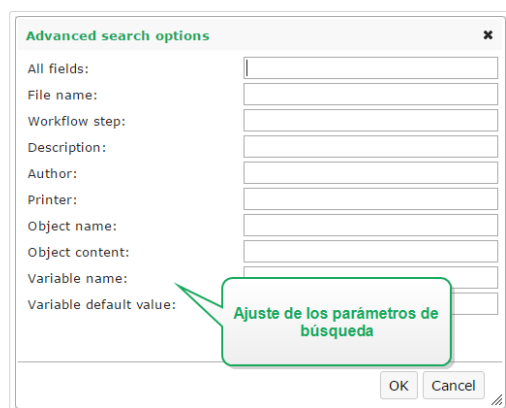 Advanced search options
All fields:
File name:
Workflow step:
Description:
Author:
Printer:
Object name:
Object content:
Variable name:
Variable default value:
Ajuste de los parámetros de
búsqueda
OK Cancel